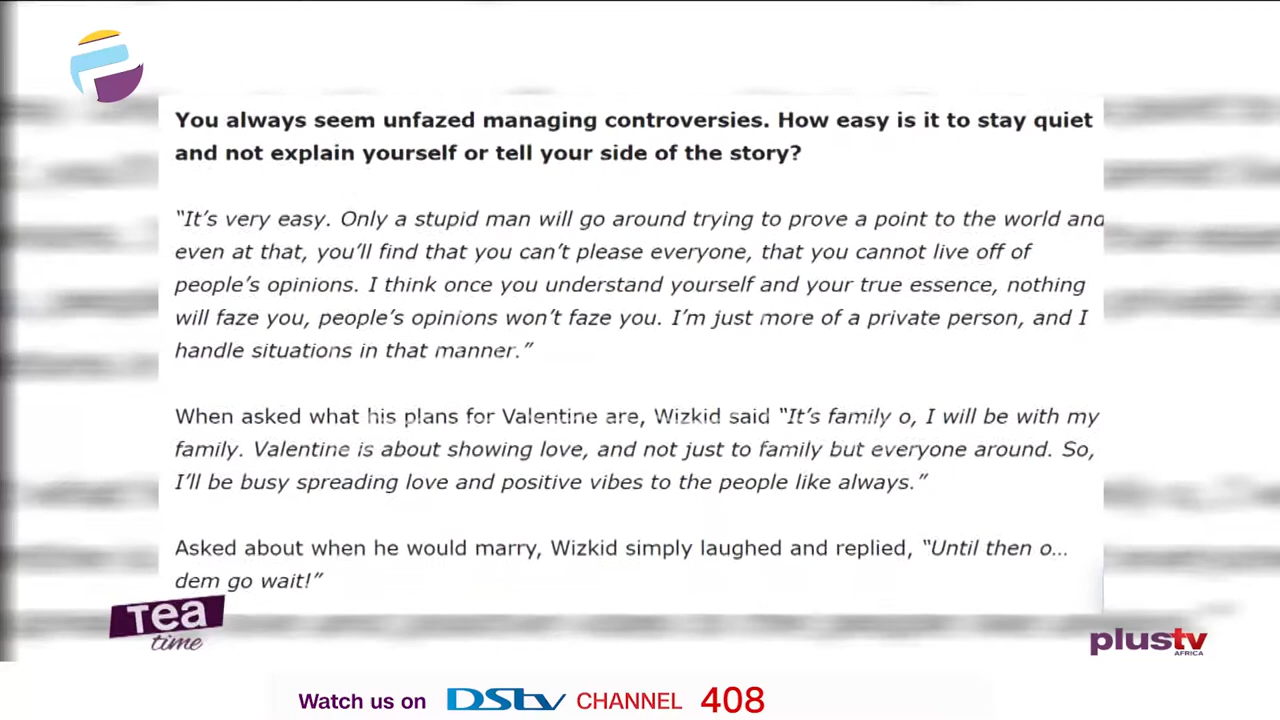 You always seem unfazed managing controversies. How easy is it to stay quiet
and not explain yourself or tell your side of the story?
“It’s very easy. Only a stupid man will go around trying to prove a point to the world and
even at that, you’ll find that you can’t please everyone, that you cannot live off of
people’s opinions. I think once you understand yourself and your true essence, nothing
will faze you, people’s opinions won’t faze you. I’m just more of a private person, and I
handle situations in that manner.”
When asked what his plans for Valentine are, Wizkid said “It’s family o, I will be with my
family. Valentine is about showing love, and not just to family but everyone around. So,
I’ll be busy spreading love and positive vibes to the people like always.”
Asked about when he would marry, Wizkid simply laughed and replied, “Until then o…
dem go wait!”
Tea
time
plustv
AFRICA
Watch us on DStv CHANNEL 408